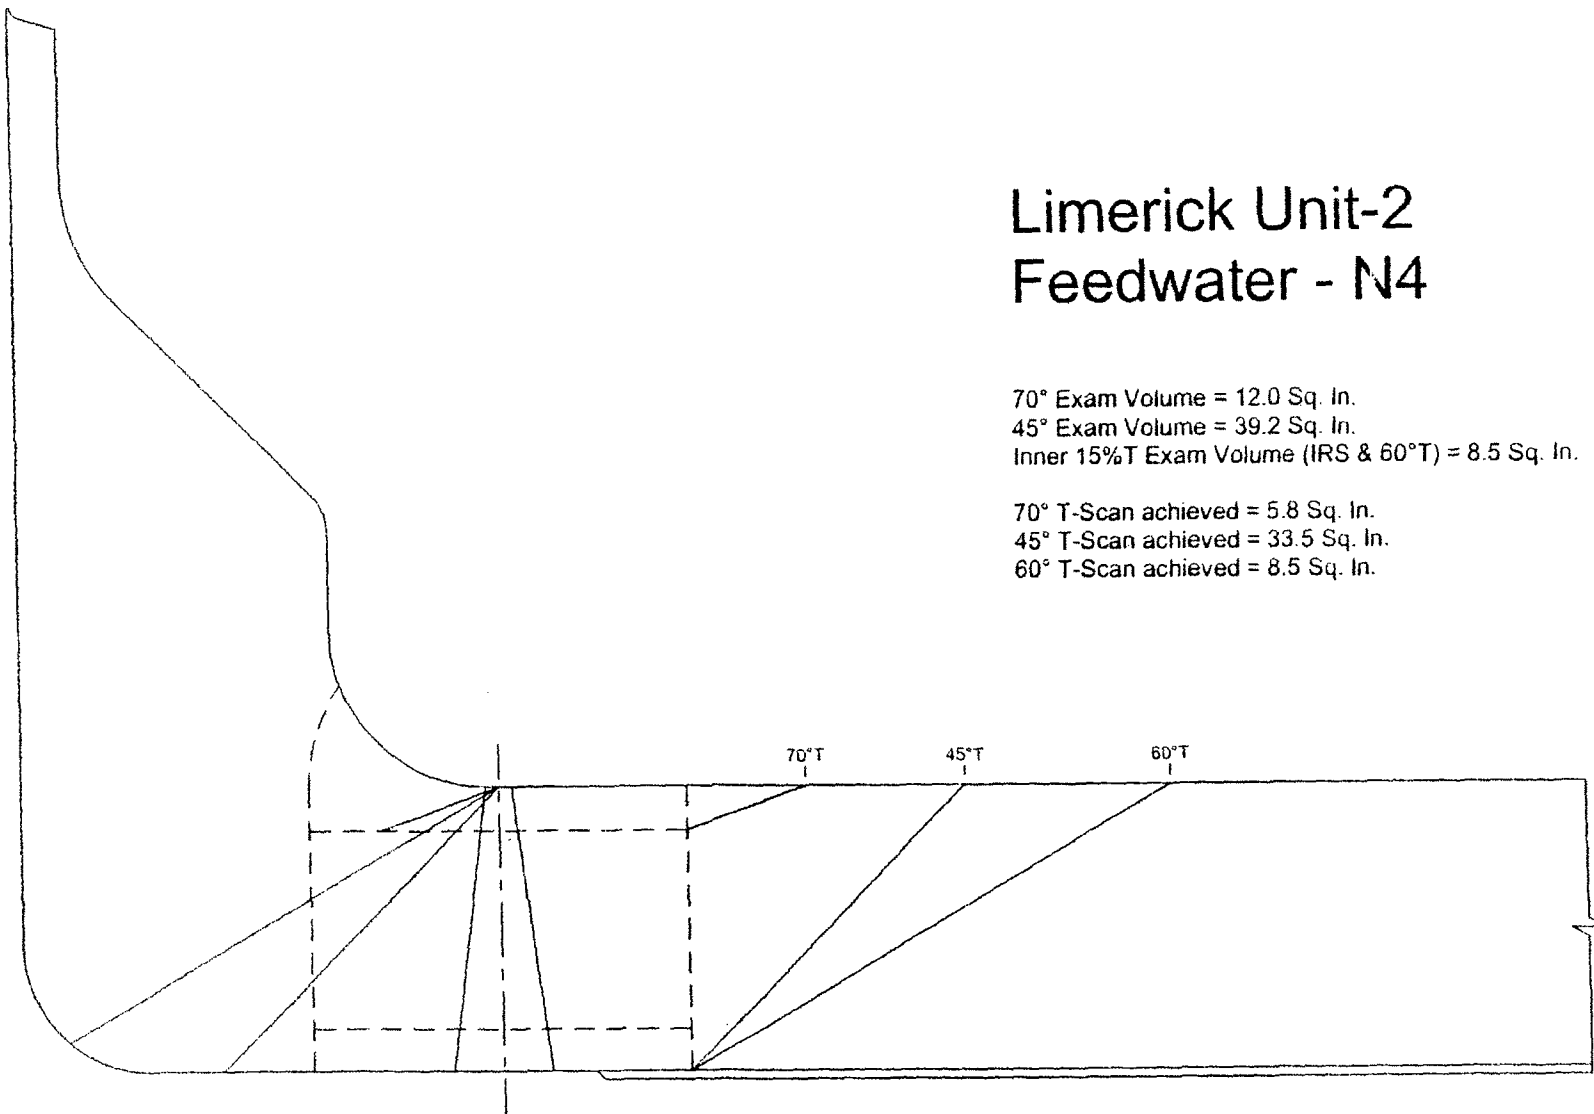 Limerick Unit-2
Feedwater - N4
70° Exam Volume = 12.0 Sq. In.
45° Exam Volume = 39.2 Sq. In.
Inner 15%T Exam Volume (IRS & 60°T) = 8.5 Sq. In.
70° T-Scan achieved = 5.8 Sq. In.
45° T-Scan achieved = 33.5 Sq. In.
60° T-Scan achieved = 8.5 Sq. In.
70°T 45°T 60°T